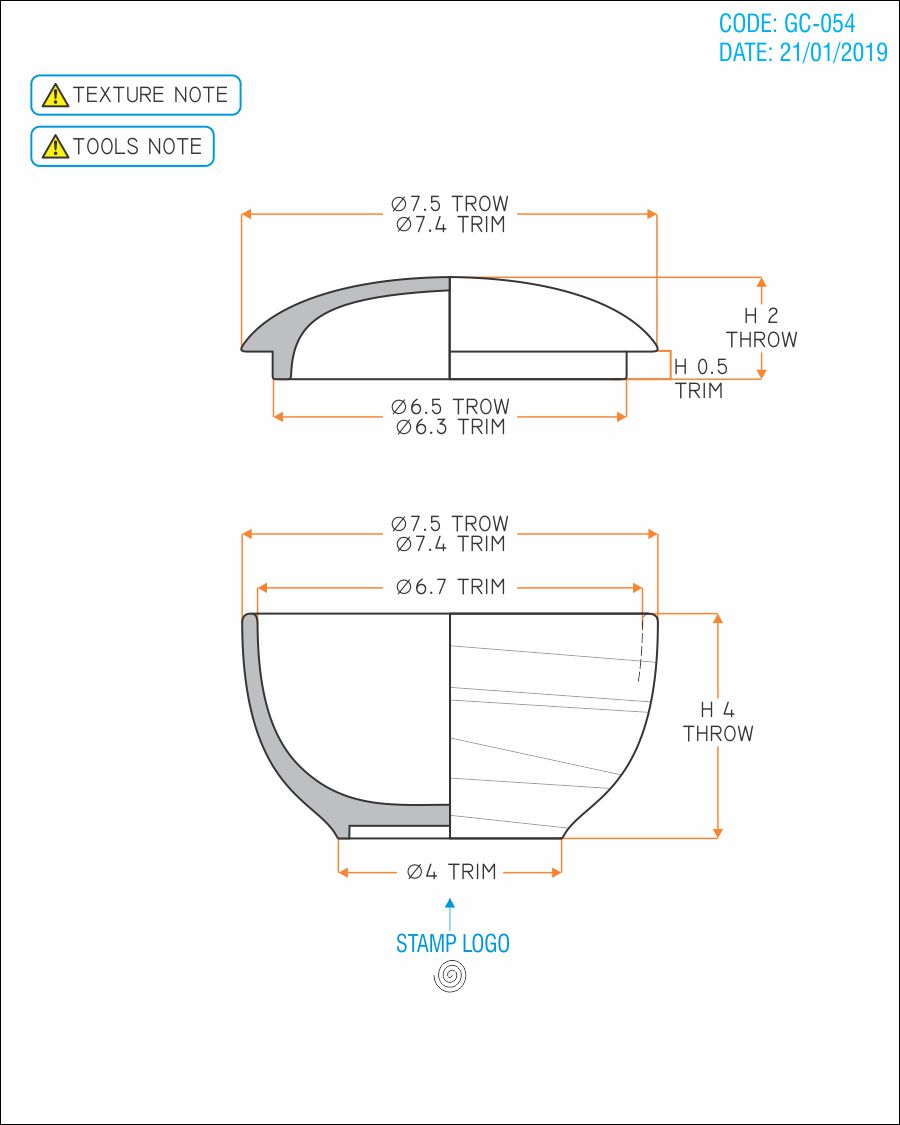 CODE: GC-054
DATE: 21/01/2019
TEXTURE NOTE
TOOLS NOTE
Ø7.5 TROW
Ø7.4 TRIM
H 2
THROW
H 0.5
TRIM
Ø6.5 TROW
Ø6.3 TRIM
Ø7.5 TROW
Ø7.4 TRIM
Ø6.7 TRIM
H 4
THROW
Ø4 TRIM
STAMP LOGO